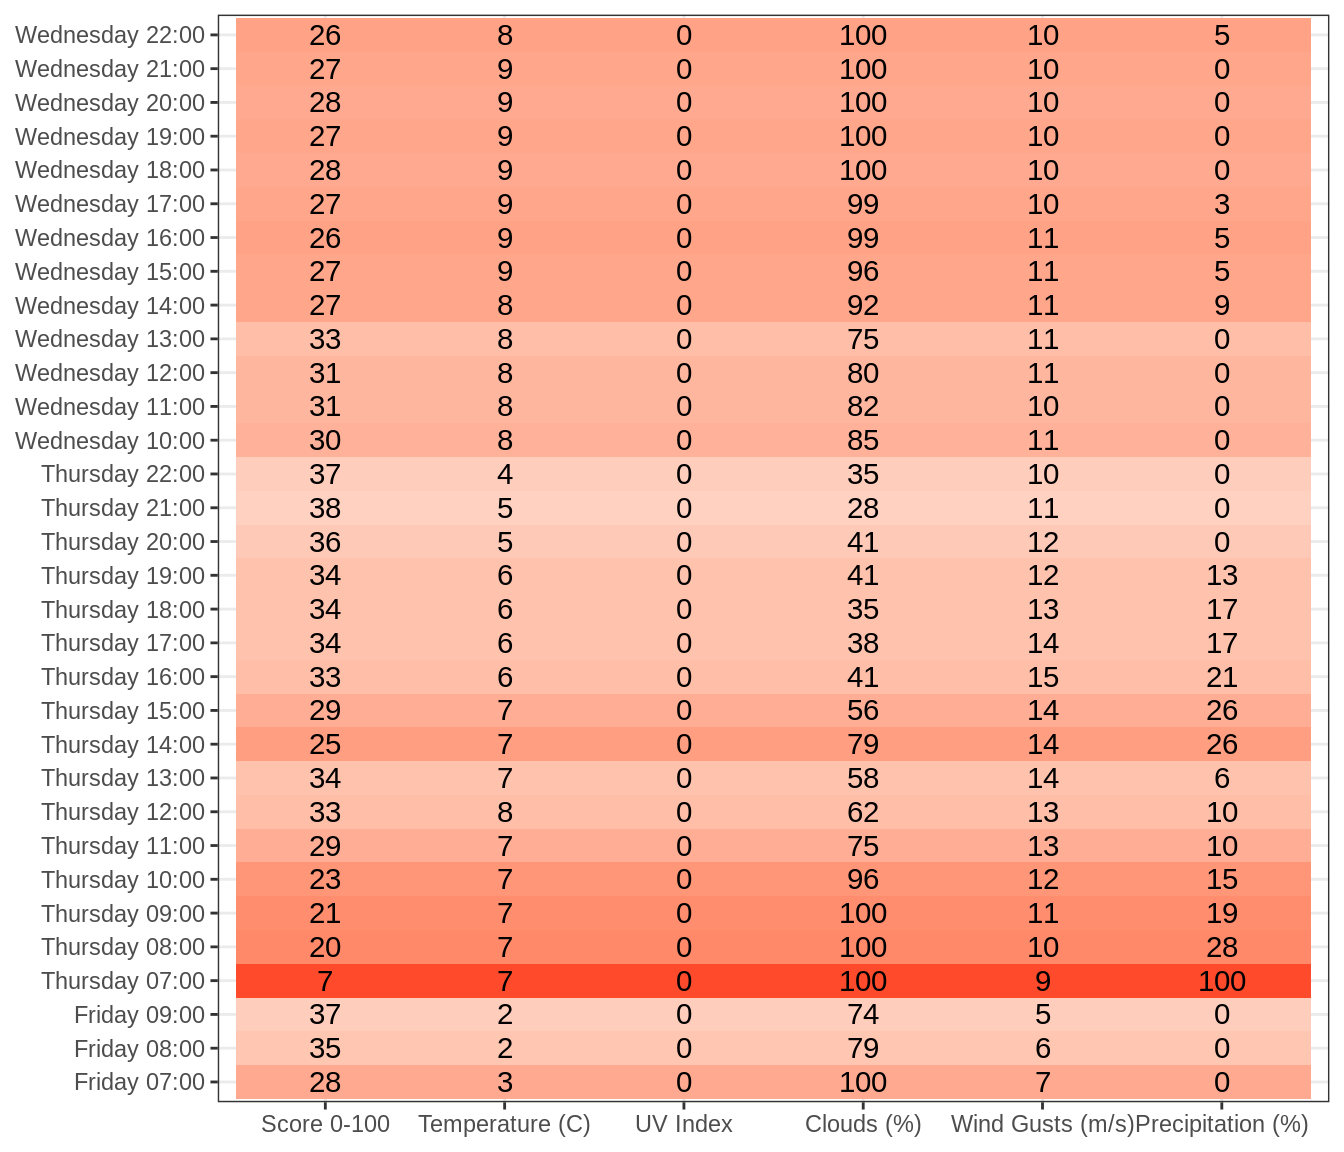 Wednesday 22:00 26 8 0 100 10 5
Wednesday 21:00 27 9 0 100 10 0
Wednesday 20:00 28 9 0 100 10 0
Wednesday 19:00 27 9 0 100 10 0
Wednesday 18:00 28 9 0 100 10 0
Wednesday 17:00 27 9 0 99 10 3
Wednesday 16:00 26 9 0 99 11 5
Wednesday 15:00 27 9 0 96 11 5
Wednesday 14:00 27 8 0 92 11 9
Wednesday 13:00 33 8 0 75 11 0
Wednesday 12:00 31 8 0 80 11 0
Wednesday 11:00 31 8 0 82 10 0
Wednesday 10:00 30 8 0 85 11 0
Thursday 22:00 37 4 0 35 10 0
Thursday 21:00 38 5 0 28 11 0
Thursday 20:00 36 5 0 41 12 0
Thursday 19:00 34 6 0 41 12 13
Thursday 18:00 34 6 0 35 13 17
Thursday 17:00 34 6 0 38 14 17
Thursday 16:00 33 6 0 41 15 21
Thursday 15:00 29 7 0 56 14 26
Thursday 14:00 25 7 0 79 14 26
Thursday 13:00 34 7 0 58 14 6
Thursday 12:00 33 8 0 62 13 10
Thursday 11:00 29 7 0 75 13 10
Thursday 10:00 23 7 0 96 12 15
Thursday 09:00 21 7 0 100 11 19
Thursday 08:00 20 7 0 100 10 28
Thursday 07:00 7 7 0 100 9 100
Friday 09:00 37 2 0 74 5 0
Friday 08:00 35 2 0 79 6 0
Friday 07:00 28 3 0 100 7 0
Score 0-100 Temperature (C) UV Index Clouds (%) Wind Gusts (m/s) Precipitation (%)